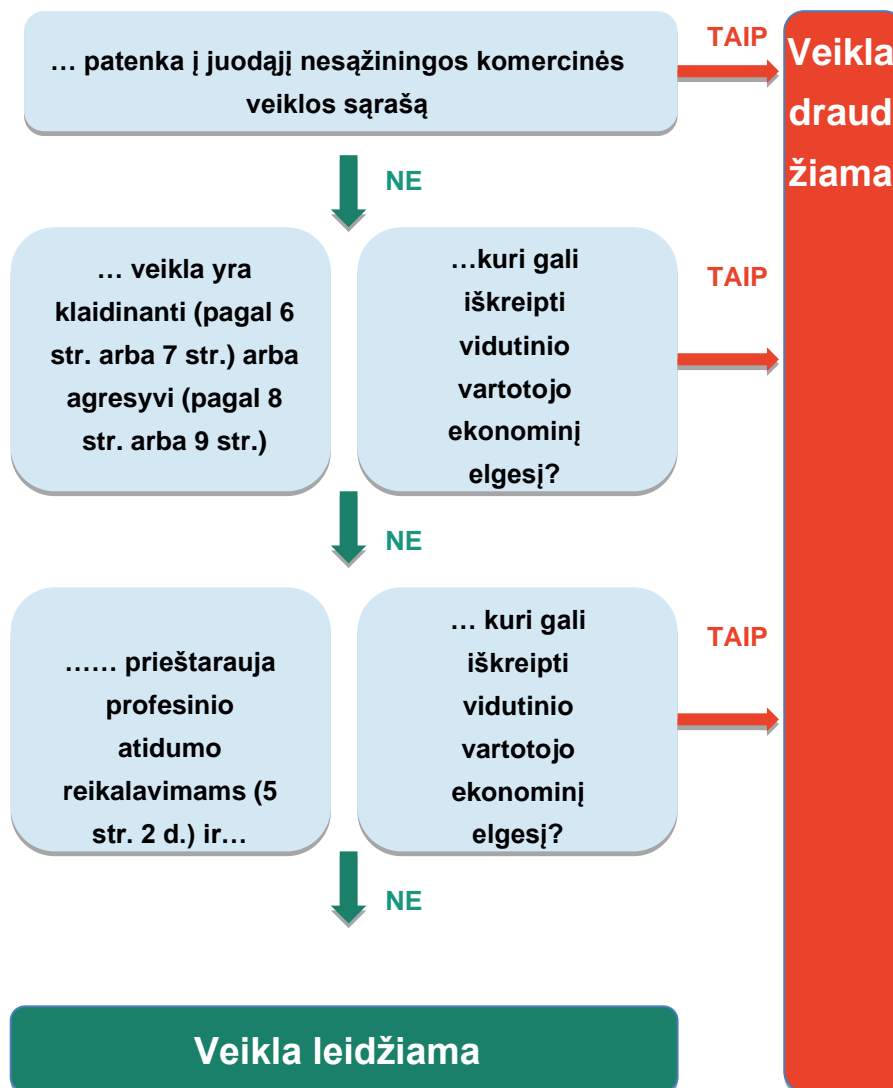 … patenka į juodąjį nesąžiningos komercinės
veiklos sąrašą
TAIP
Veikla
draud
žiama
NE
… veikla yra
klaidinanti (pagal 6
str. arba 7 str.) arba
agresyvi (pagal 8
str. arba 9 str.)
…kuri gali
iškreipti
vidutinio
vartotojo
ekonominį
elgesį?
TAIP
NE
…… prieštarauja
profesinio
atidumo
reikalavimams (5
str. 2 d.) ir…
… kuri gali
iškreipti
vidutinio
vartotojo
ekonominį
elgesį?
TAIP
NE
Veikla leidžiama